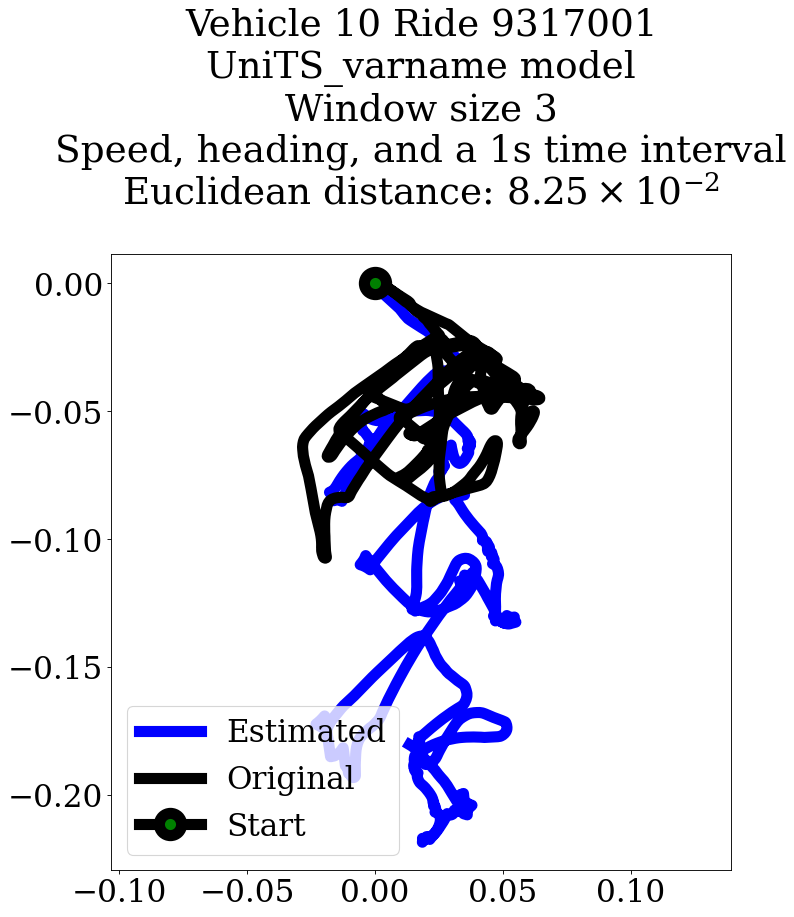 Vehicle 10 Ride 9317001
UniTS_varname model
Window size 3
Speed, heading, and a 1s time interval
Euclidean distance: 8.25 × 10⁻²
0.00
−0.05
−0.10
−0.15
−0.20
Estimated
Original
Start
−0.10 −0.05 0.00 0.05 0.10